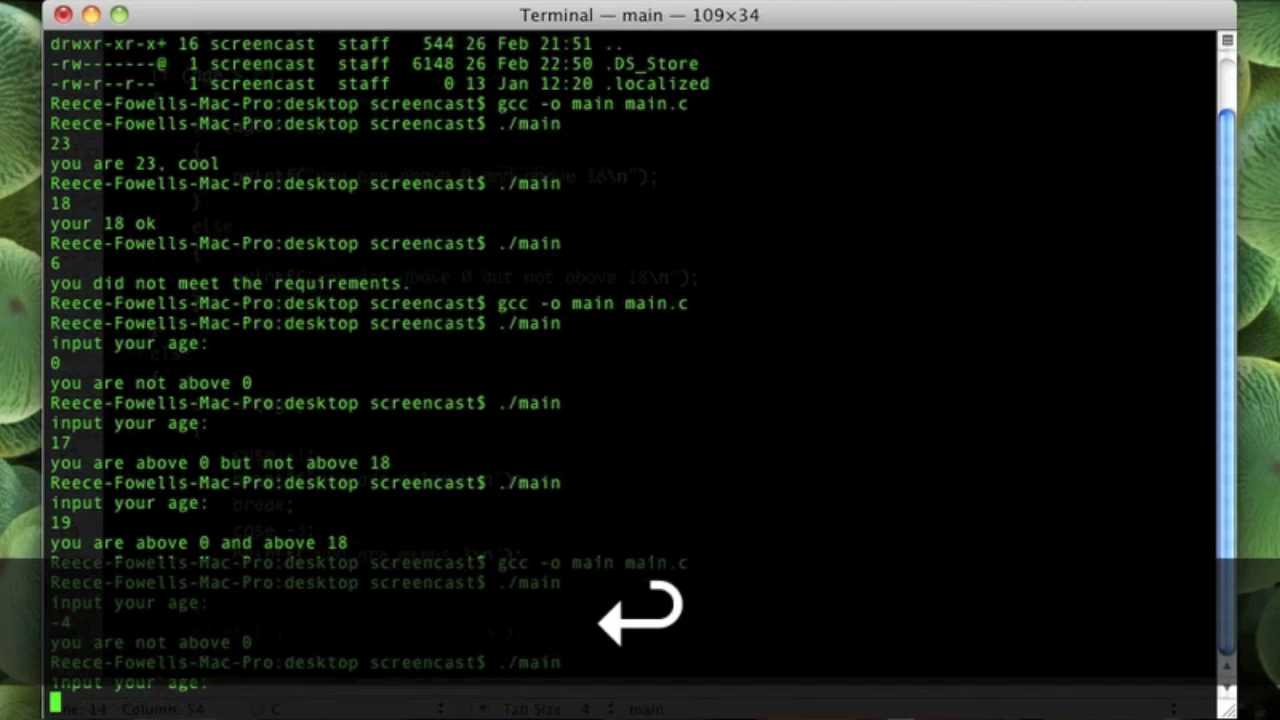 Terminal — main — 109×34
drwxr-xr-x+ 16 screencast  staff   544 26 Feb 21:51 ..
-rw-------@  1 screencast  staff  6148 26 Feb 22:50 .DS_Store
-rw-r--r--   1 screencast  staff     0 13 Jan 12:20 .localized
Reece-Fowells-Mac-Pro:desktop screencast$ gcc -o main main.c
Reece-Fowells-Mac-Pro:desktop screencast$ ./main
23
you are 23, cool
Reece-Fowells-Mac-Pro:desktop screencast$ ./main
18
your 18 ok
Reece-Fowells-Mac-Pro:desktop screencast$ ./main
6
you did not meet the requirements.
Reece-Fowells-Mac-Pro:desktop screencast$ gcc -o main main.c
Reece-Fowells-Mac-Pro:desktop screencast$ ./main
input your age:
0
you are not above 0
Reece-Fowells-Mac-Pro:desktop screencast$ ./main
input your age:
17
you are above 0 but not above 18
Reece-Fowells-Mac-Pro:desktop screencast$ ./main
input your age:
19
you are above 0 and above 18
Reece-Fowells-Mac-Pro:desktop screencast$ gcc -o main main.c
Reece-Fowells-Mac-Pro:desktop screencast$ ./main
input your age:
-4
you are not above 0
Reece-Fowells-Mac-Pro:desktop screencast$ ./main
input your age:
14 Column: 54 C Tab Size: 4 main